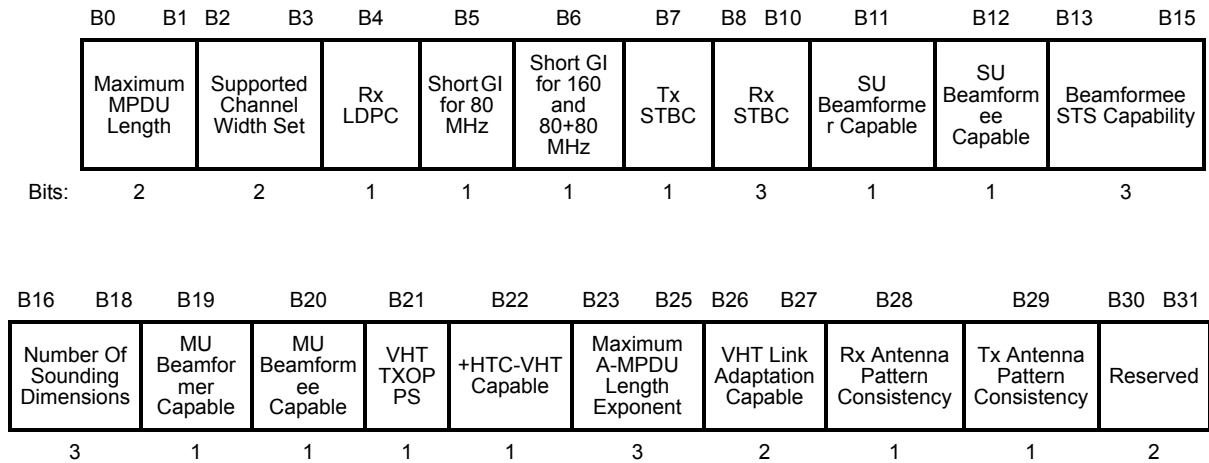 B0 B1 B2 B3 B4 B5 B6 B7 B8 B10 B11 B12 B13 B15
Maximum
MPDU
Length
Supported
Channel
Width Set
Rx
LDPC
Short GI
for 80
MHz
Short GI
for 160
and
80+80
MHz
Tx
STBC
Rx
STBC
SU
Beamforme
r Capable
SU
Beamform
ee
Capable
Beamformee
STS Capability
Bits: 2 2 1 1 1 1 3 1 1 3
B16 B18 B19 B20 B21 B22 B23 B25 B26 B27 B28 B29 B30 B31
Number Of
Sounding
Dimensions
MU
Beamfor
mer
Capable
MU
Beamform
ee
Capable
VHT
TXOP
PS
+HTC-VHT
Capable
Maximum
A-MPDU
Length
Exponent
VHT Link
Adaptation
Capable
Rx Antenna
Pattern
Consistency
Tx Antenna
Pattern
Consistency
Reserved
3 1 1 1 1 3 2 1 1 2